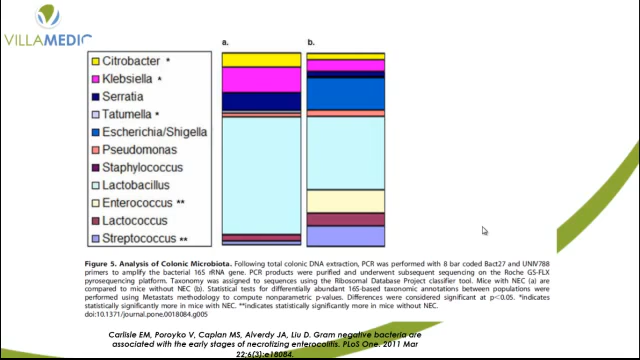 VILLAMEDIC
a.
b.
Citrobacter *
Klebsiella *
Serratia
Tatumella *
Escherichia/Shigella
Pseudomonas
Staphylococcus
Lactobacillus
Enterococcus **
Lactococcus
Streptococcus **
Figure 5. Analysis of Colonic Microbiota. Following total colonic DNA extraction, PCR was performed with 8 bar coded Bact27 and UNIV788
primers to amplify the bacterial 16S rRNA gene. PCR products were purified and underwent subsequent sequencing on the Roche GS-FLX
pyrosequencing platform. Taxonomy was assigned to sequences using the Ribosomal Database Project classifier tool. Mice with NEC (a) are
compared to mice without NEC (b). Statistical tests for differentially abundant 16S-based taxonomic annotations between populations were
performed using Metastats methodology to compute nonparametric p-values. Differences were considered significant at p<0.05. *indicates
statistically significantly more in mice with NEC. **indicates statistically significantly more in mice without NEC.
doi:10.1371/journal.pone.0018084.g005
Carlisle EM, Poroyko V, Caplan MS, Alverdy JA, Liu D. Gram negative bacteria are
associated with the early stages of necrotizing enterocolitis. PLoS One. 2011 Mar
22;6(3):e18084.